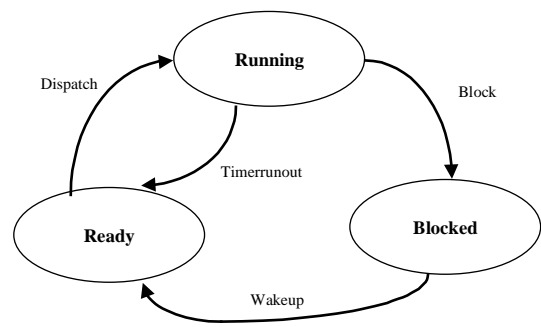 Running
Dispatch
Block
Timerrunout
Ready
Blocked
Wakeup